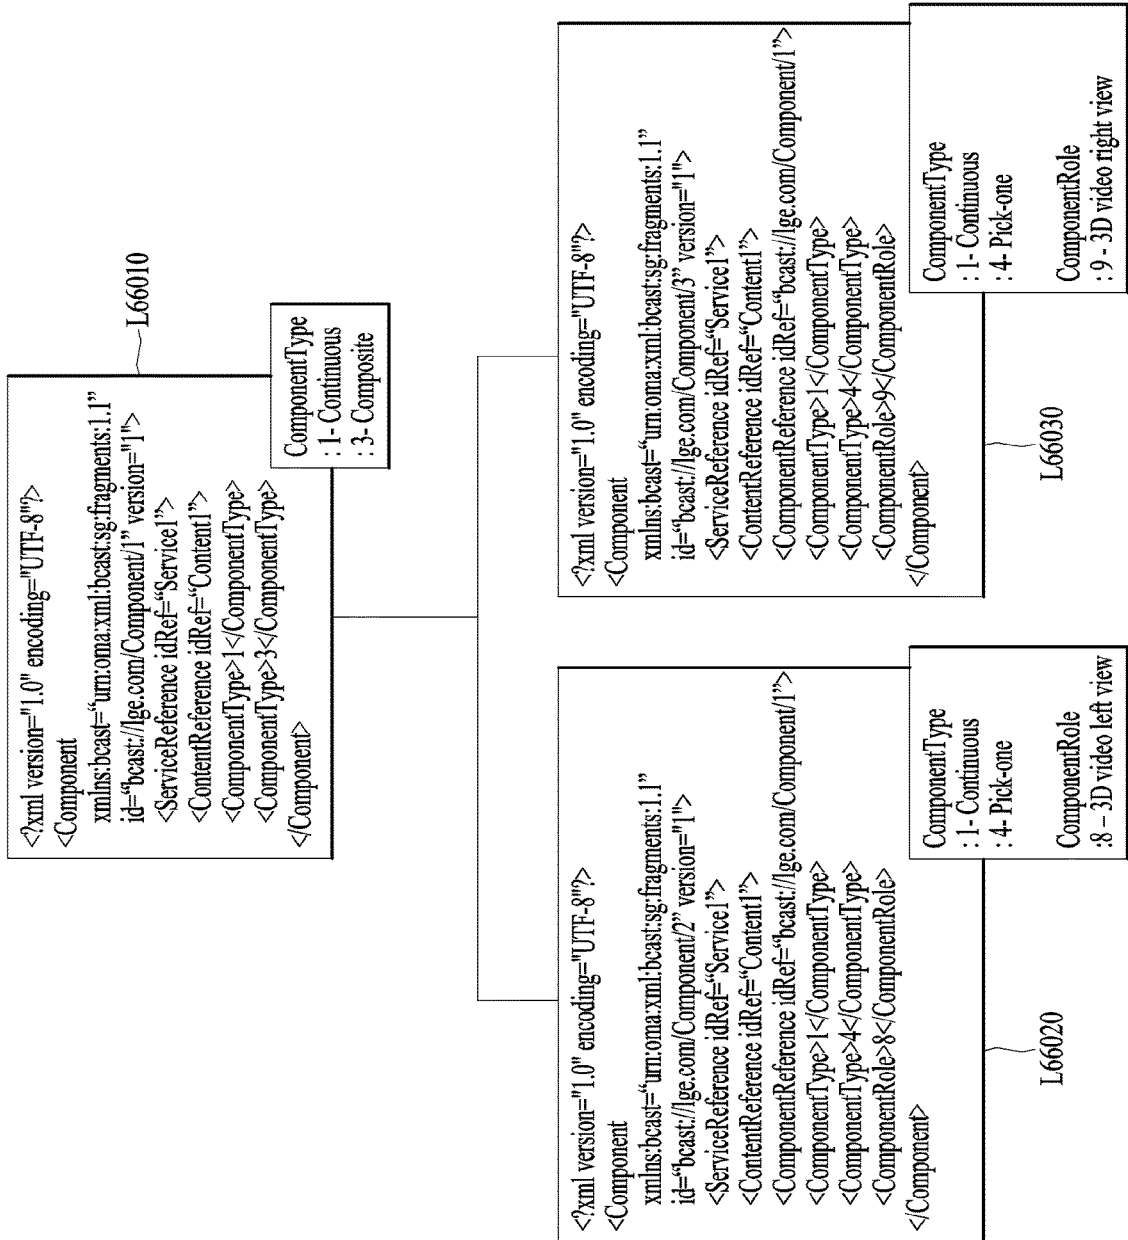 <?xml version="1.0" encoding="UTF-8"?>
<Component
xmlns:bcast="urn:oma:xml:bcast:sg:fragments:1.1"
id="bcast://lge.com/Component/1" version="1">
<ServiceReference idRef="Service1">
<ContentReference idRef="Content1">
<ComponentType>1</ComponentType>
<ComponentType>3</ComponentType>
</Component>
ComponentType
: 1- Continuous
: 3- Composite
L66010
<?xml version="1.0" encoding="UTF-8"?>
<Component
xmlns:bcast="urn:oma:xml:bcast:sg:fragments:1.1"
id="bcast://lge.com/Component/2" version="1">
<ServiceReference idRef="Service1">
<ContentReference idRef="Content1">
<ComponentReference idRef="bcast://lge.com/Component/1">
<ComponentType>1</ComponentType>
<ComponentType>4</ComponentType>
<ComponentRole>8</ComponentRole>
</Component>
ComponentType
: 1- Continuous
: 4- Pick-one
ComponentRole
:8 – 3D video left view
L66020
<?xml version="1.0" encoding="UTF-8"?>
<Component
xmlns:bcast="urn:oma:xml:bcast:sg:fragments:1.1"
id="bcast://lge.com/Component/3" version="1">
<ServiceReference idRef="Service1">
<ContentReference idRef="Content1">
<ComponentReference idRef="bcast://lge.com/Component/1">
<ComponentType>1</ComponentType>
<ComponentType>4</ComponentType>
<ComponentRole>9</ComponentRole>
</Component>
ComponentType
: 1- Continuous
: 4- Pick-one
ComponentRole
: 9 - 3D video right view
L66030